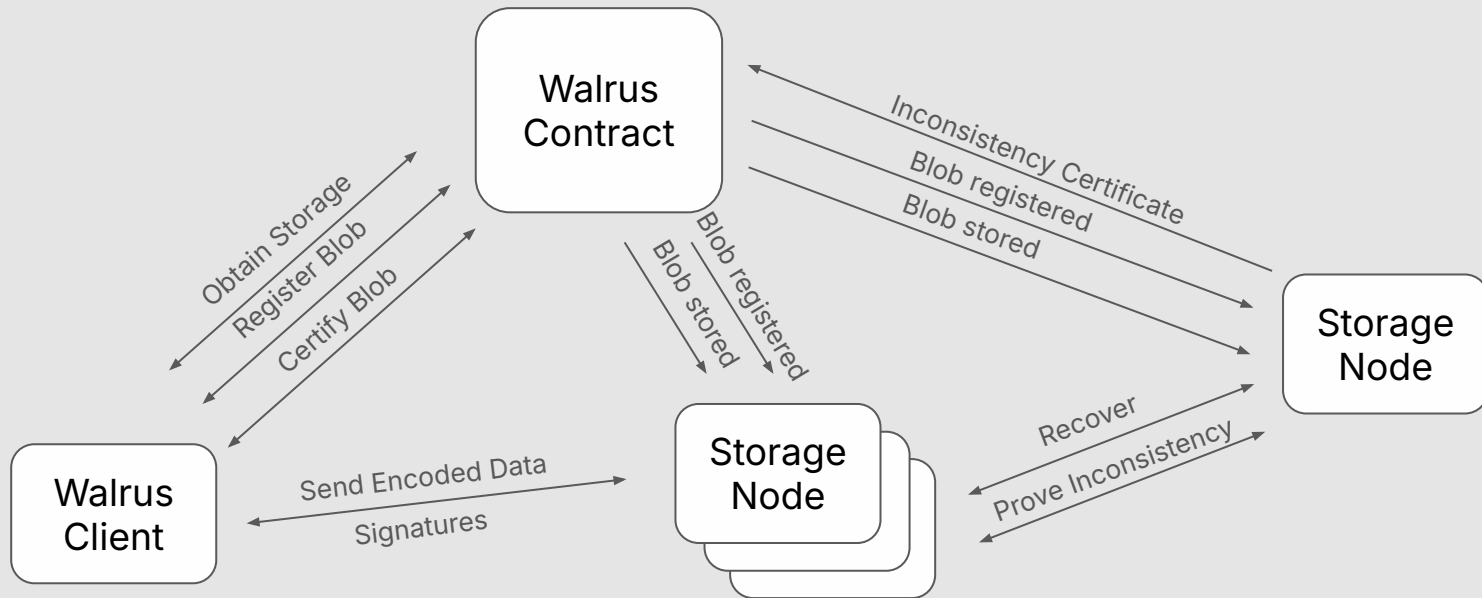 Walrus
Contract
Inconsistency Certificate
Blob registered
Blob stored
Obtain Storage
Register Blob
Certify Blob
Blob stored
Blob registered
Storage
Node
Recover
Prove Inconsistency
Storage
Node
Walrus
Client
Send Encoded Data
Signatures